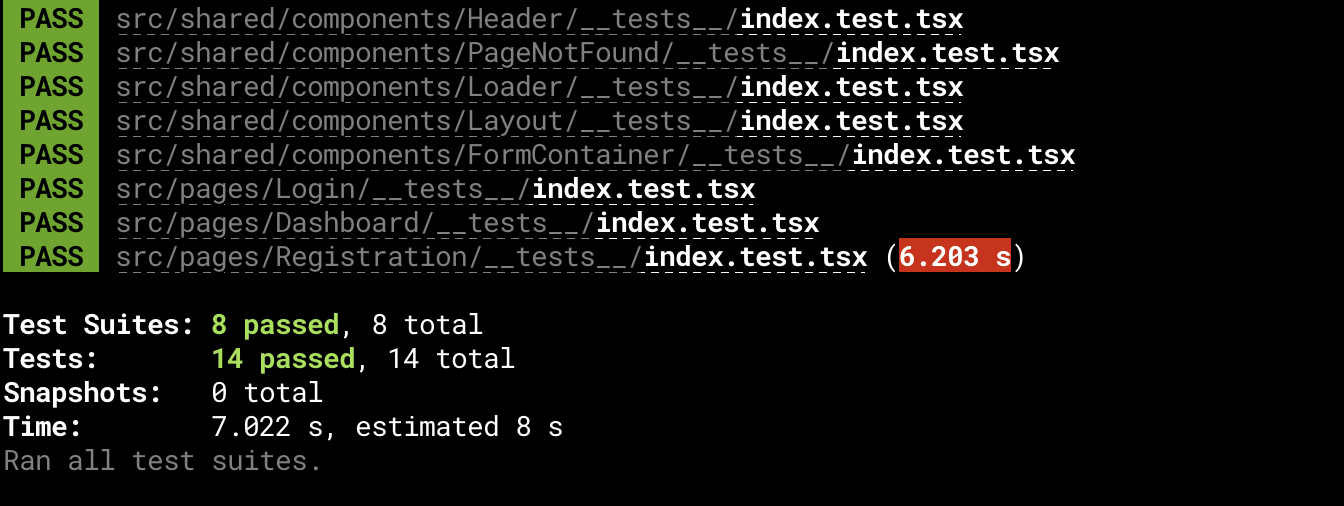 PASS src/shared/components/Header/__tests__/index.test.tsx
PASS src/shared/components/PageNotFound/__tests__/index.test.tsx
PASS src/shared/components/Loader/__tests__/index.test.tsx
PASS src/shared/components/Layout/__tests__/index.test.tsx
PASS src/shared/components/FormContainer/__tests__/index.test.tsx
PASS src/pages/Login/__tests__/index.test.tsx
PASS src/pages/Dashboard/__tests__/index.test.tsx
PASS src/pages/Registration/__tests__/index.test.tsx (6.203 s)
Test Suites: 8 passed, 8 total
Tests: 14 passed, 14 total
Snapshots: 0 total
Time: 7.022 s, estimated 8 s
Ran all test suites.